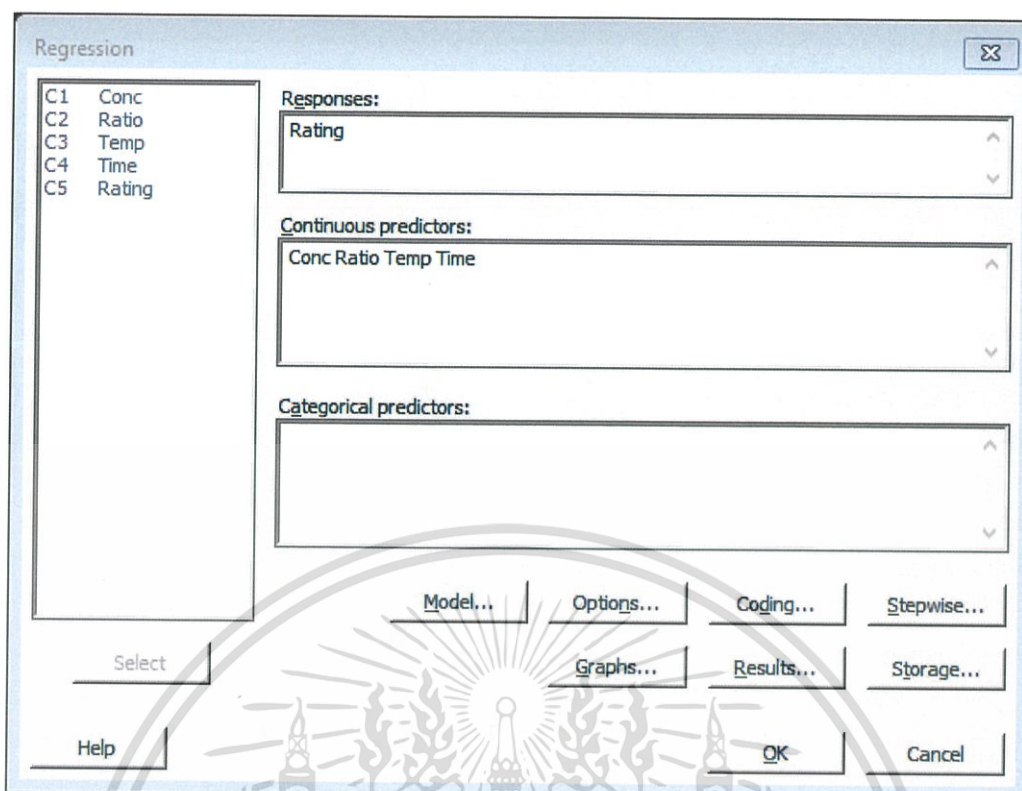 Regression
C1 Conc
C2 Ratio
C3 Temp
C4 Time
C5 Rating
Responses:
Rating
Continuous predictors:
Conc Ratio Temp Time
Categorical predictors:
Model... Options... Coding... Stepwise...
Select Graphs... Results... Storage...
Help OK Cancel